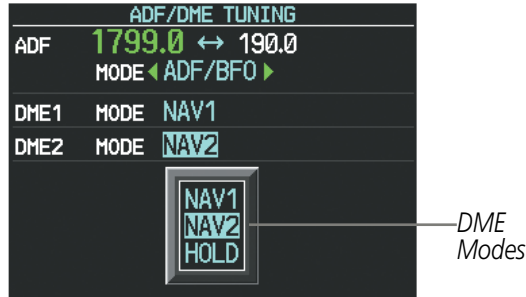 ADF/DME TUNING
ADF 1799.0 ↔ 190.0
MODE ADF/BFO
DME1 MODE NAV1
DME2 MODE NAV2
NAV1
NAV2
HOLD
DME
Modes